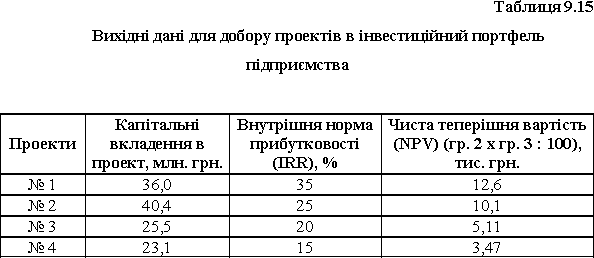 Таблиця 9.15
Вихідні дані для добору проектів в інвестиційний портфель
підприємства
Проекти
Капітальні
вкладення в
проект, млн. грн.
Внутрішня норма
прибутковості
(IRR), %
Чиста теперішня вартість
(NPV) (гр. 2 x гр. 3 : 100),
тис. грн.
№ 1 36,0 35 12,6
№ 2 40,4 25 10,1
№ 3 25,5 20 5,11
№ 4 23,1 15 3,47